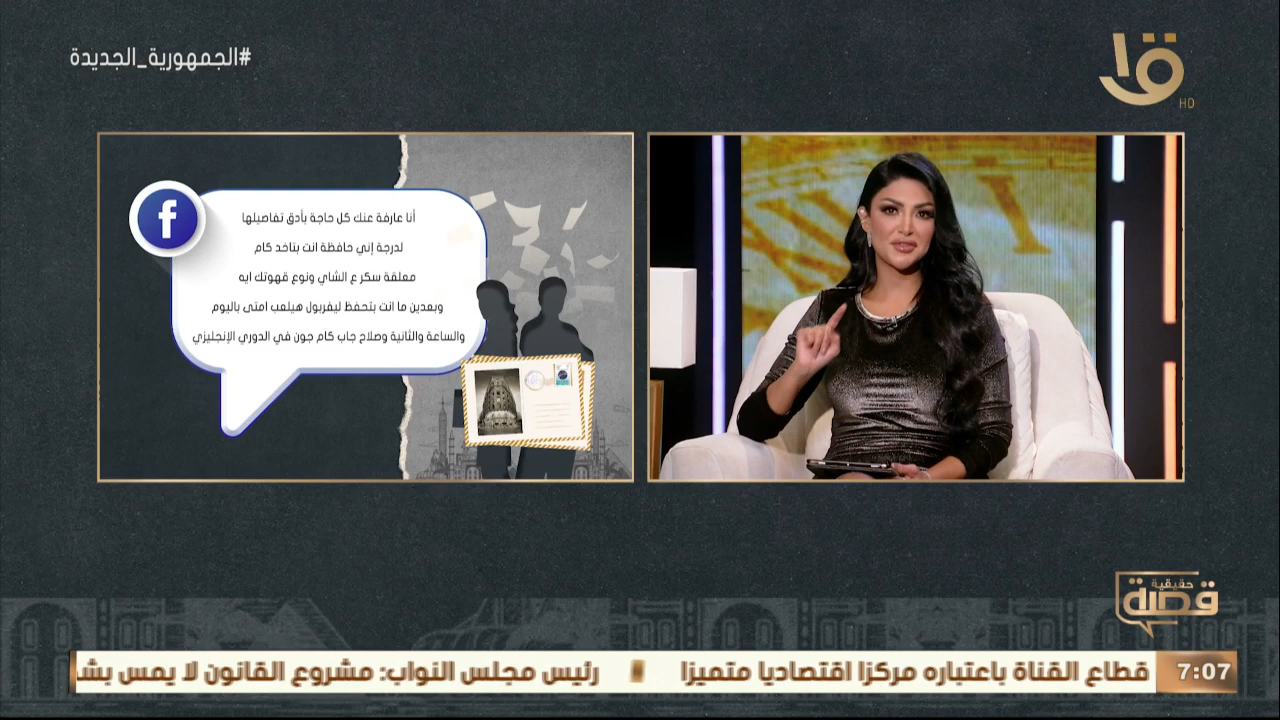 #الجمهورية_الجديدة
HD
أنا عارفة عنك كل حاجة بأدق تفاصيلها
لدرجة إني حافظة انت بتاخد كام
معلقة سكر ع الشاي ونوع قهوتك ايه
وبعدين ما انت بتحفظ ليفربول هيلعب امتى باليوم
والساعة والثانية وصلاح جاب كام جون في الدوري الإنجليزي
قصة حقيقية
7:07 قطاع القناة باعتباره مركزا اقتصاديا متميزا رئيس مجلس النواب: مشروع القانون لا يمس بشـ